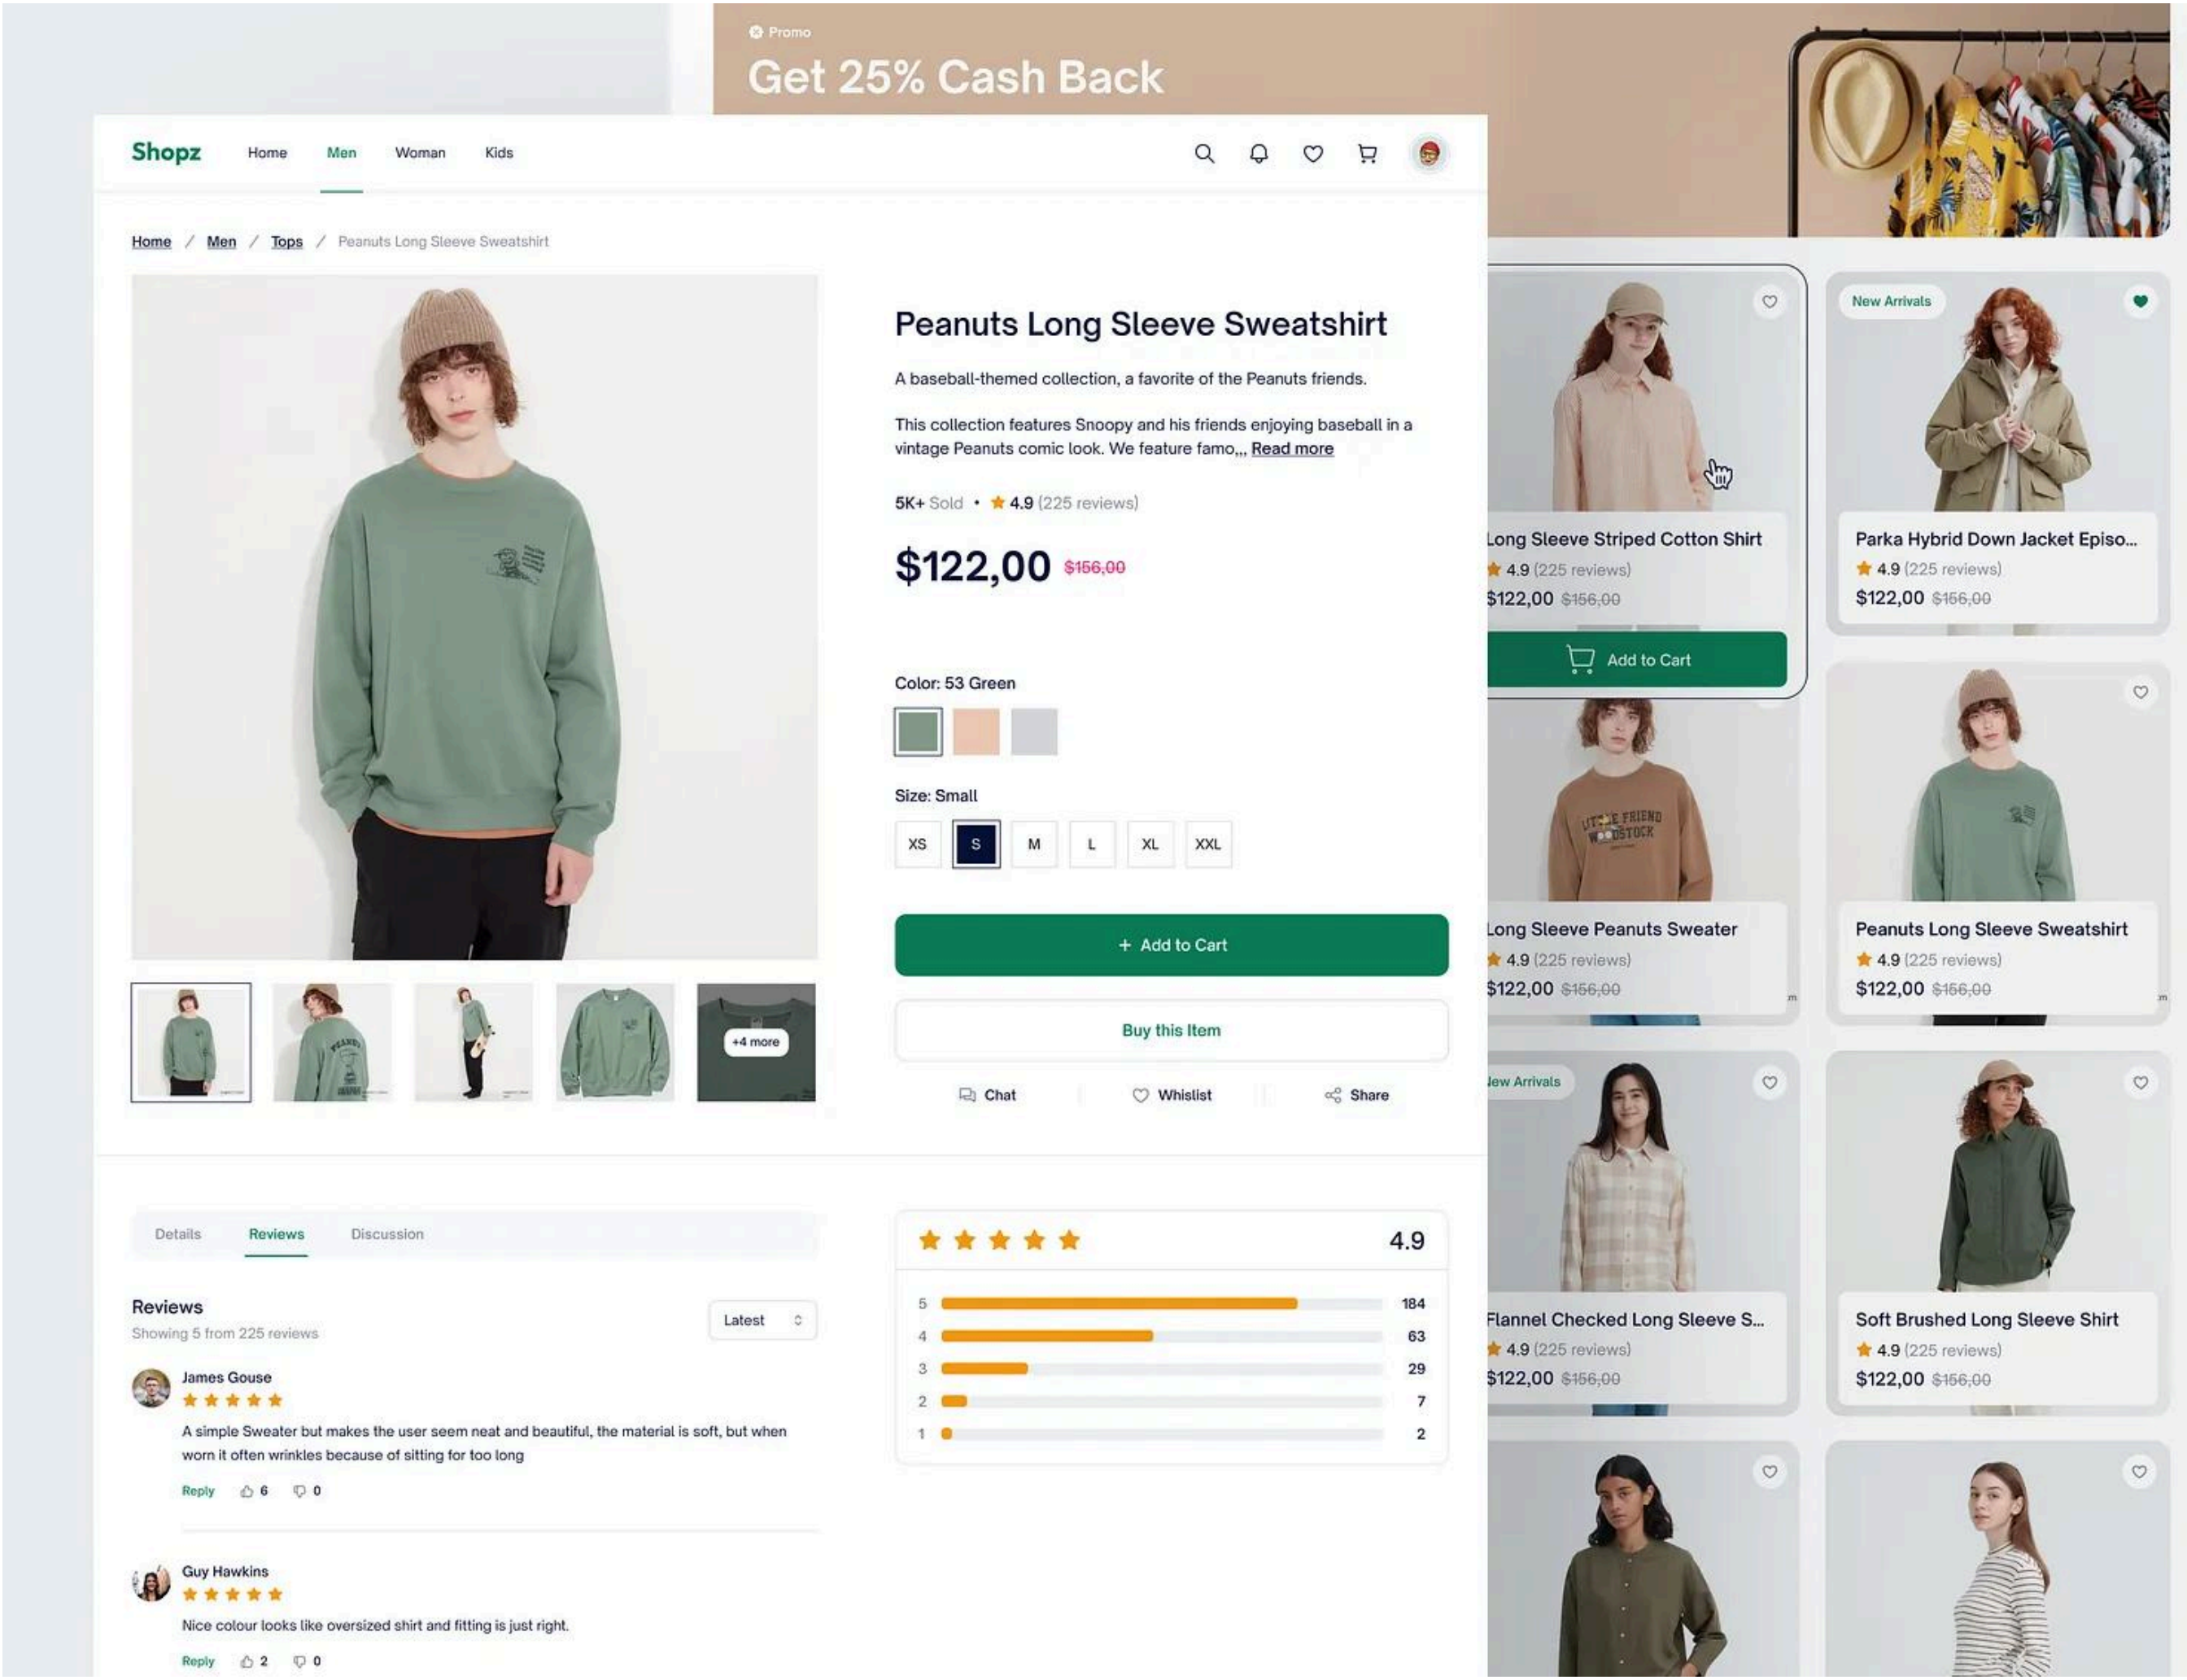 Promo
Get 25% Cash Back
Shopz
Home
Men
Woman
Kids
Home / Men / Tops / Peanuts Long Sleeve Sweatshirt
Peanuts Long Sleeve Sweatshirt
A baseball-themed collection, a favorite of the Peanuts friends.
This collection features Snoopy and his friends enjoying baseball in a
vintage Peanuts comic look. We feature famo,,, Read more
5K+ Sold • 4.9 (225 reviews)
$122,00 $156,00
Color: 53 Green
Size: Small
XS
S
M
L
XL
XXL
+ Add to Cart
Buy this Item
Chat
Whislist
Share
PEANUTS
+4 more
Details
Reviews
Discussion
Reviews
Showing 5 from 225 reviews
Latest
James Gouse
A simple Sweater but makes the user seem neat and beautiful, the material is soft, but when
worn it often wrinkles because of sitting for too long
Reply
6
0
Guy Hawkins
Nice colour looks like oversized shirt and fitting is just right.
Reply
2
0
4.9
5 184
4 63
3 29
2 7
1 2
Long Sleeve Striped Cotton Shirt
4.9 (225 reviews)
$122,00 $156,00
Add to Cart
New Arrivals
Parka Hybrid Down Jacket Episo...
4.9 (225 reviews)
$122,00 $156,00
LITTLE FRIEND
WOODSTOCK
Long Sleeve Peanuts Sweater
4.9 (225 reviews)
$122,00 $156,00
Peanuts Long Sleeve Sweatshirt
4.9 (225 reviews)
$122,00 $156,00
New Arrivals
Flannel Checked Long Sleeve S...
4.9 (225 reviews)
$122,00 $156,00
Soft Brushed Long Sleeve Shirt
4.9 (225 reviews)
$122,00 $156,00